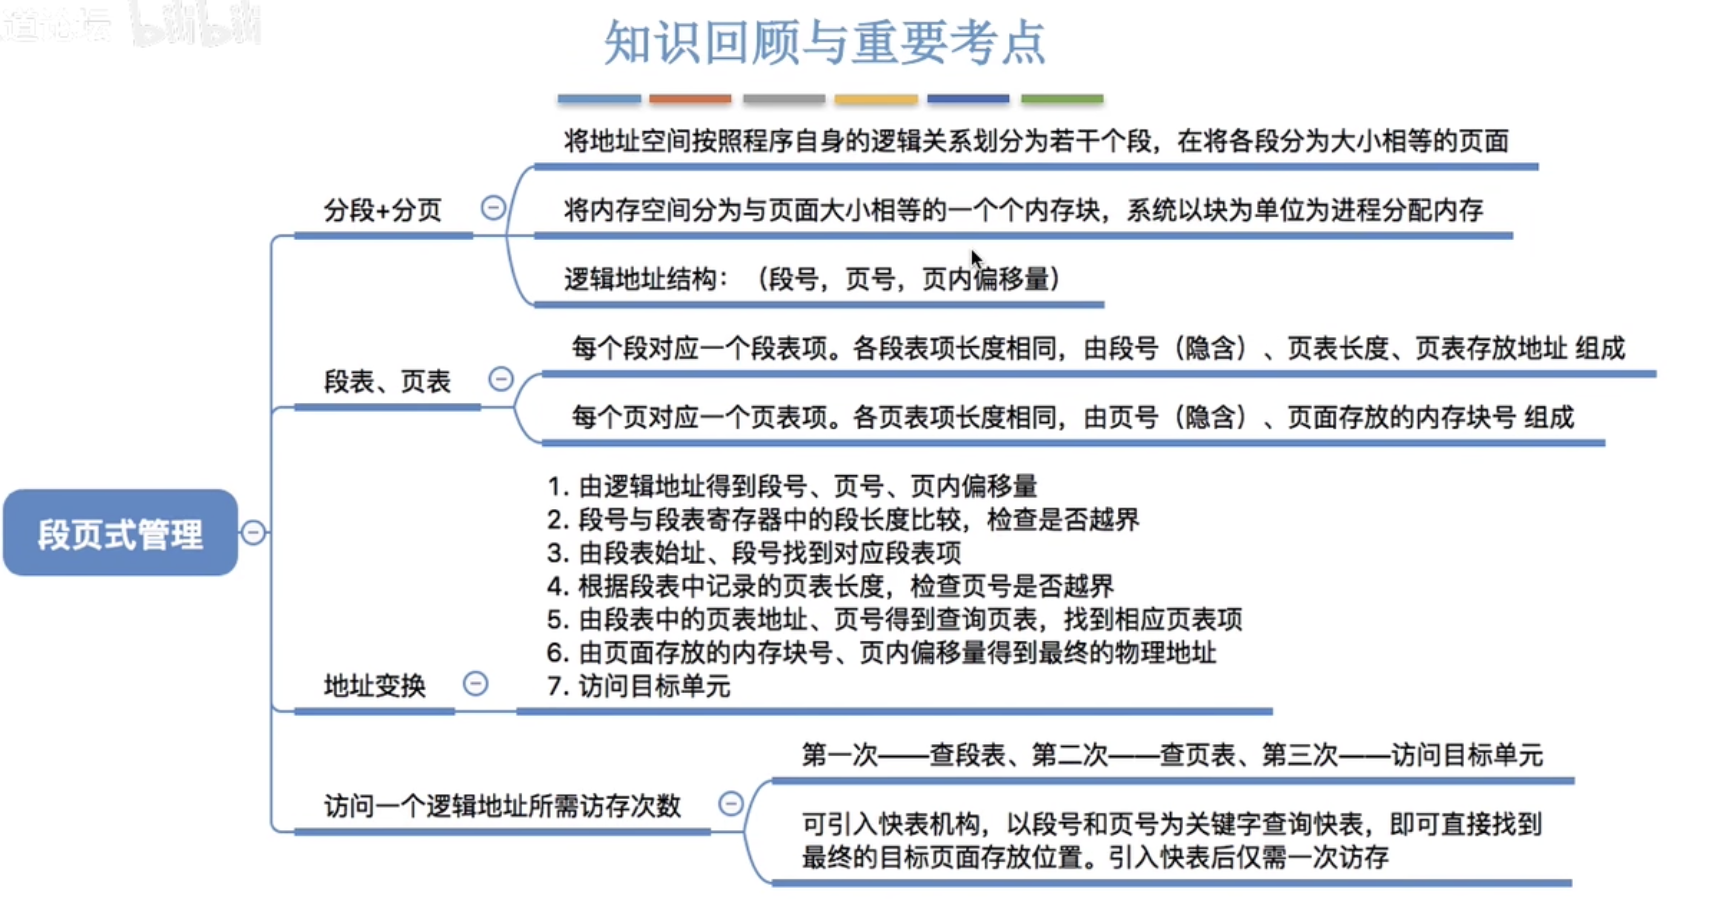 道论坛 bilibili
知识回顾与重要考点
将地址空间按照程序自身的逻辑关系划分为若干个段，在将各段分为大小相等的页面
分段+分页
将内存空间分为与页面大小相等的一个个内存块，系统以块为单位为进程分配内存
逻辑地址结构：（段号，页号，页内偏移量）
每个段对应一个段表项。各段表项长度相同，由段号（隐含）、页表长度、页表存放地址 组成
段表、页表
每个页对应一个页表项。各页表项长度相同，由页号（隐含）、页面存放的内存块号 组成
段页式管理
1. 由逻辑地址得到段号、页号、页内偏移量
2. 段号与段表寄存器中的段长度比较，检查是否越界
3. 由段表始址、段号找到对应段表项
4. 根据段表中记录的页表长度，检查页号是否越界
5. 由段表中的页表地址、页号得到查询页表，找到相应页表项
6. 由页面存放的内存块号、页内偏移量得到最终的物理地址
7. 访问目标单元
地址变换
第一次——查段表、第二次——查页表、第三次——访问目标单元
访问一个逻辑地址所需访存次数
可引入快表机构，以段号和页号为关键字查询快表，即可直接找到
最终的目标页面存放位置。引入快表后仅需一次访存